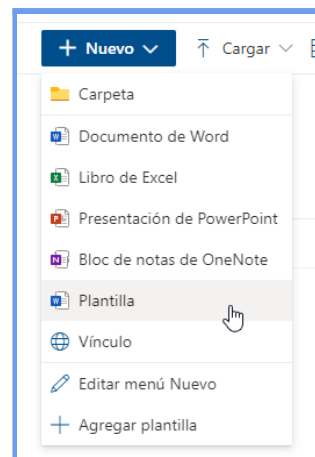 Nuevo
Cargar
Carpeta
Documento de Word
Libro de Excel
Presentación de PowerPoint
Bloc de notas de OneNote
Plantilla
Vínculo
Editar menú Nuevo
Agregar plantilla